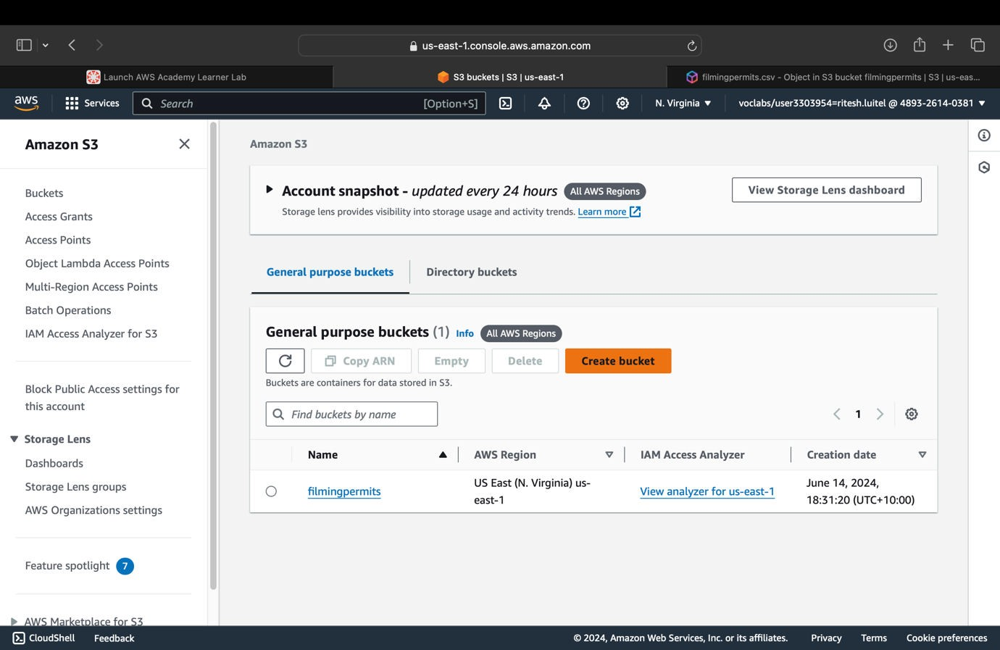 us-east-1.console.aws.amazon.com
Launch AWS Academy Learner Lab
S3 buckets | S3 | us-east-1
filmingpermits.csv - Object in S3 bucket filmingpermits | S3 | us-eas...
aws
Services
Search
[Option+S]
N. Virginia
voclabs/user3303954=ritesh.luitel @ 4893-2614-0381
Amazon S3
Buckets
Access Grants
Access Points
Object Lambda Access Points
Multi-Region Access Points
Batch Operations
IAM Access Analyzer for S3
Block Public Access settings for
this account
Storage Lens
Dashboards
Storage Lens groups
AWS Organizations settings
Feature spotlight 7
AWS Marketplace for S3
Amazon S3
Account snapshot - updated every 24 hours All AWS Regions
Storage lens provides visibility into storage usage and activity trends. Learn more
View Storage Lens dashboard
General purpose buckets
Directory buckets
General purpose buckets (1) Info All AWS Regions
Copy ARN
Empty
Delete
Create bucket
Buckets are containers for data stored in S3.
Find buckets by name
1
Name
AWS Region
IAM Access Analyzer
Creation date
filmingpermits
US East (N. Virginia) us-
east-1
View analyzer for us-east-1
June 14, 2024,
18:31:20 (UTC+10:00)
CloudShell
Feedback
© 2024, Amazon Web Services, Inc. or its affiliates.
Privacy
Terms
Cookie preferences